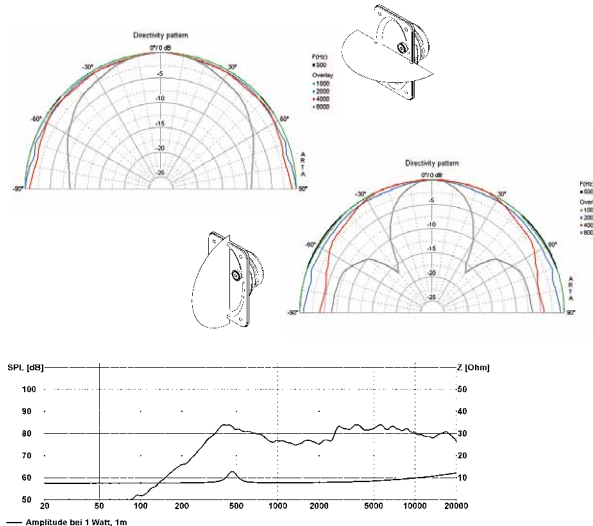 Directivity pattern
0°/0 dB
-30°
30°
-5
-10
-15
-20
-25
-60°
60°
-90°
90°
A
R
T
A
F(Hz)
500
Overlay
1000
2000
4000
8000
Directivity pattern
0°/0 dB
-30°
30°
-5
-10
-15
-20
-25
-60°
60°
-90°
90°
A
R
T
A
F(Hz
500
Over
100
200
400
800
SPL [dB]
Z [Ohm]
100
50
90
40
80
30
70
20
60
10
50
20
50
100
200
500
1000
2000
5000
10000
20000
Amplitude bei 1 Watt, 1m